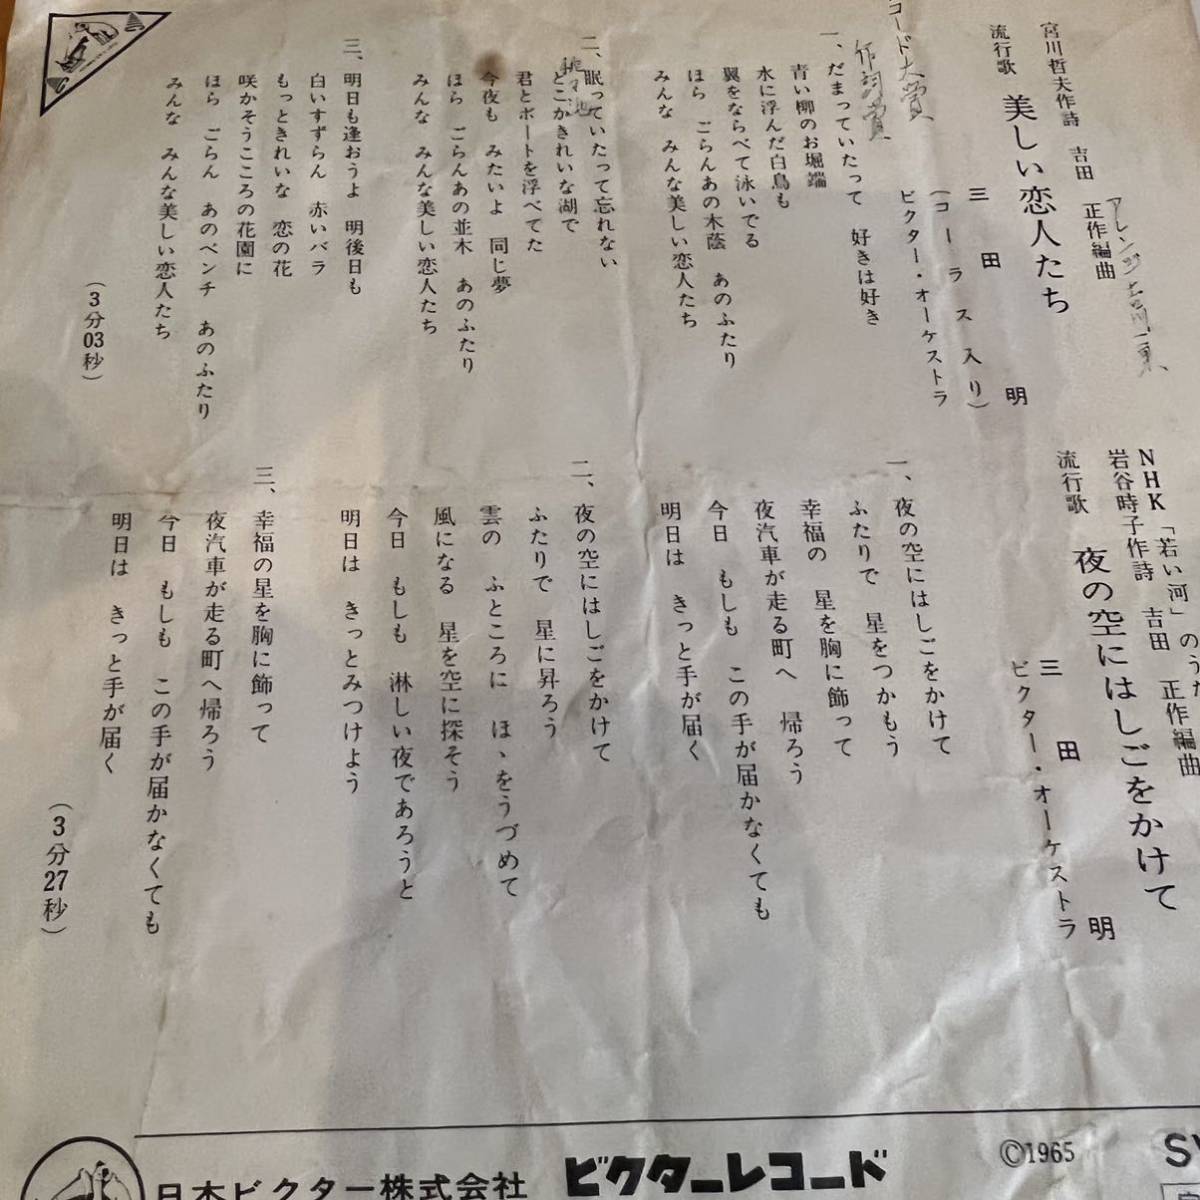 コード大賞
作詞賞
宮川哲夫作詩 吉田 正作編曲
アレンジ
流行歌 美しい恋人たち
三田 明
(コーラス入り)
ビクター・オーケストラ
一、だまっていたって 好きは好き
青い柳のお堀端
水に浮んだ白鳥も
翼をならべて泳いでる
ほら ごらんあの木蔭 あのふたり
みんな みんな美しい恋人たち
二、眠っていたって忘れない
どこかきれいな湖で
君とボートを浮べてた
今夜も みたいよ 同じ夢
ほら ごらんあの並木 あのふたり
みんな みんな美しい恋人たち
三、明日も逢おうよ 明後日も
白いすずらん 赤いバラ
もっときれいな 恋の花
咲かそうこころの花園に
ほら ごらん あのベンチ あのふたり
みんな みんな美しい恋人たち
(3分03秒)
NHK「若い河」のうた
岩谷時子作詩 吉田 正作編曲
流行歌 夜の空にはしごをかけて
三田 明
ビクター・オーケストラ
一、夜の空にはしごをかけて
ふたりで 星をつかもう
幸福の 星を胸に飾って
夜汽車が走る町へ 帰ろう
今日 もしも この手が届かなくても
明日は きっと手が届く
二、夜の空にはしごをかけて
ふたりで 星に昇ろう
雲の ふところに ほゝをうづめて
風になる 星を空に探そう
今日 もしも 淋しい夜であろうと
明日は きっとみつけよう
三、幸福の星を胸に飾って
夜汽車が走る町へ帰ろう
今日 もしも この手が届かなくても
明日は きっと手が届く
(3分27秒)
©1965
日本ビクター株式会社 ビクターレコード